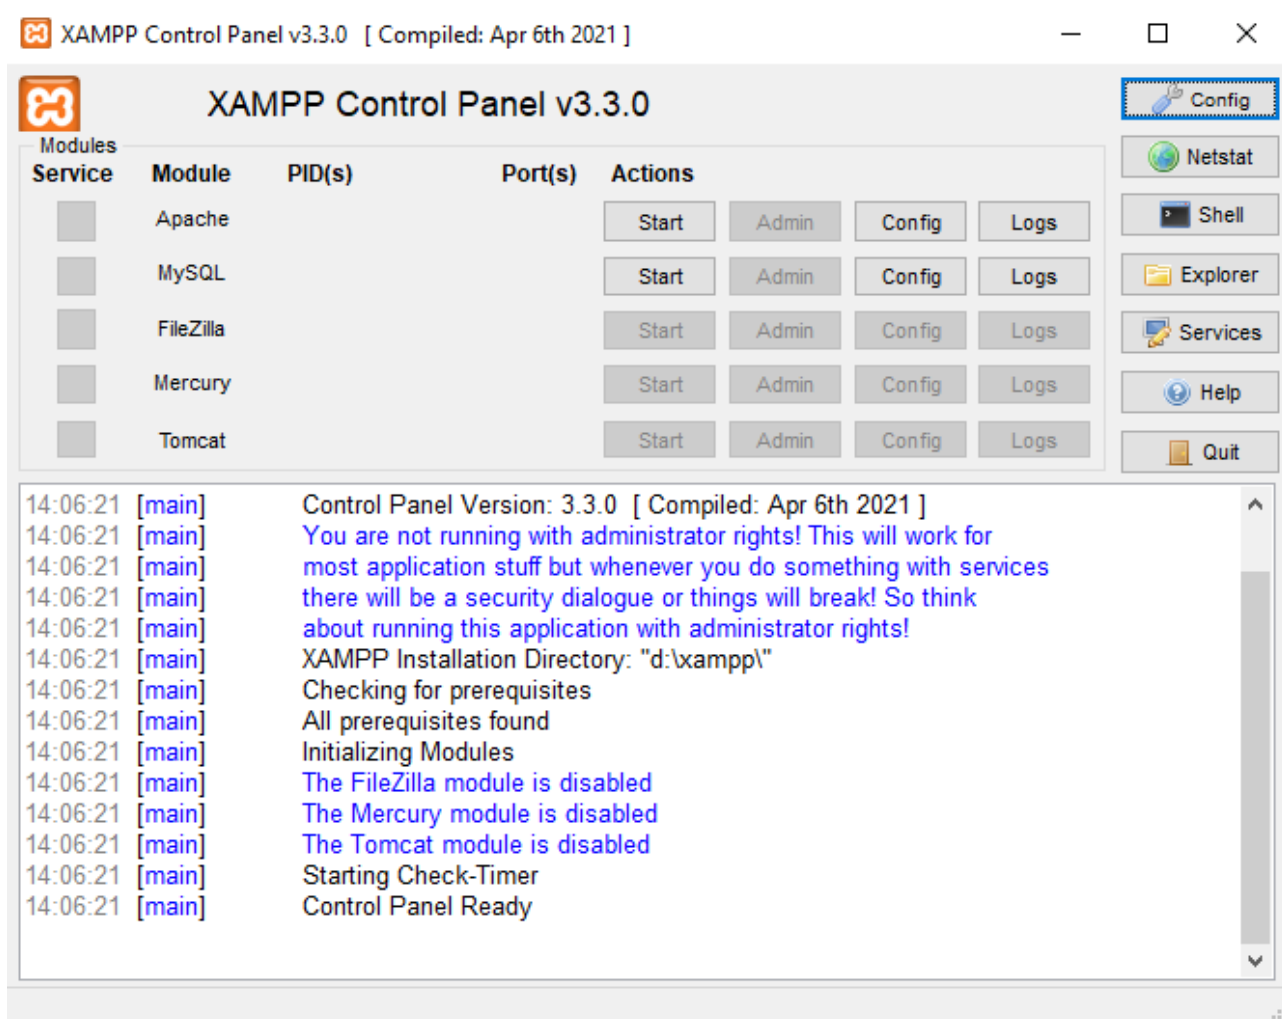 XAMPP Control Panel v3.3.0 [ Compiled: Apr 6th 2021 ]
XAMPP Control Panel v3.3.0
Config
Modules
Service Module PID(s) Port(s) Actions
Netstat
Apache Start Admin Config Logs
Shell
MySQL Start Admin Config Logs
Explorer
FileZilla Start Admin Config Logs
Services
Mercury Start Admin Config Logs
Help
Tomcat Start Admin Config Logs
Quit
14:06:21 [main] Control Panel Version: 3.3.0 [ Compiled: Apr 6th 2021 ]
14:06:21 [main] You are not running with administrator rights! This will work for
14:06:21 [main] most application stuff but whenever you do something with services
14:06:21 [main] there will be a security dialogue or things will break! So think
14:06:21 [main] about running this application with administrator rights!
14:06:21 [main] XAMPP Installation Directory: "d:\xampp\"
14:06:21 [main] Checking for prerequisites
14:06:21 [main] All prerequisites found
14:06:21 [main] Initializing Modules
14:06:21 [main] The FileZilla module is disabled
14:06:21 [main] The Mercury module is disabled
14:06:21 [main] The Tomcat module is disabled
14:06:21 [main] Starting Check-Timer
14:06:21 [main] Control Panel Ready